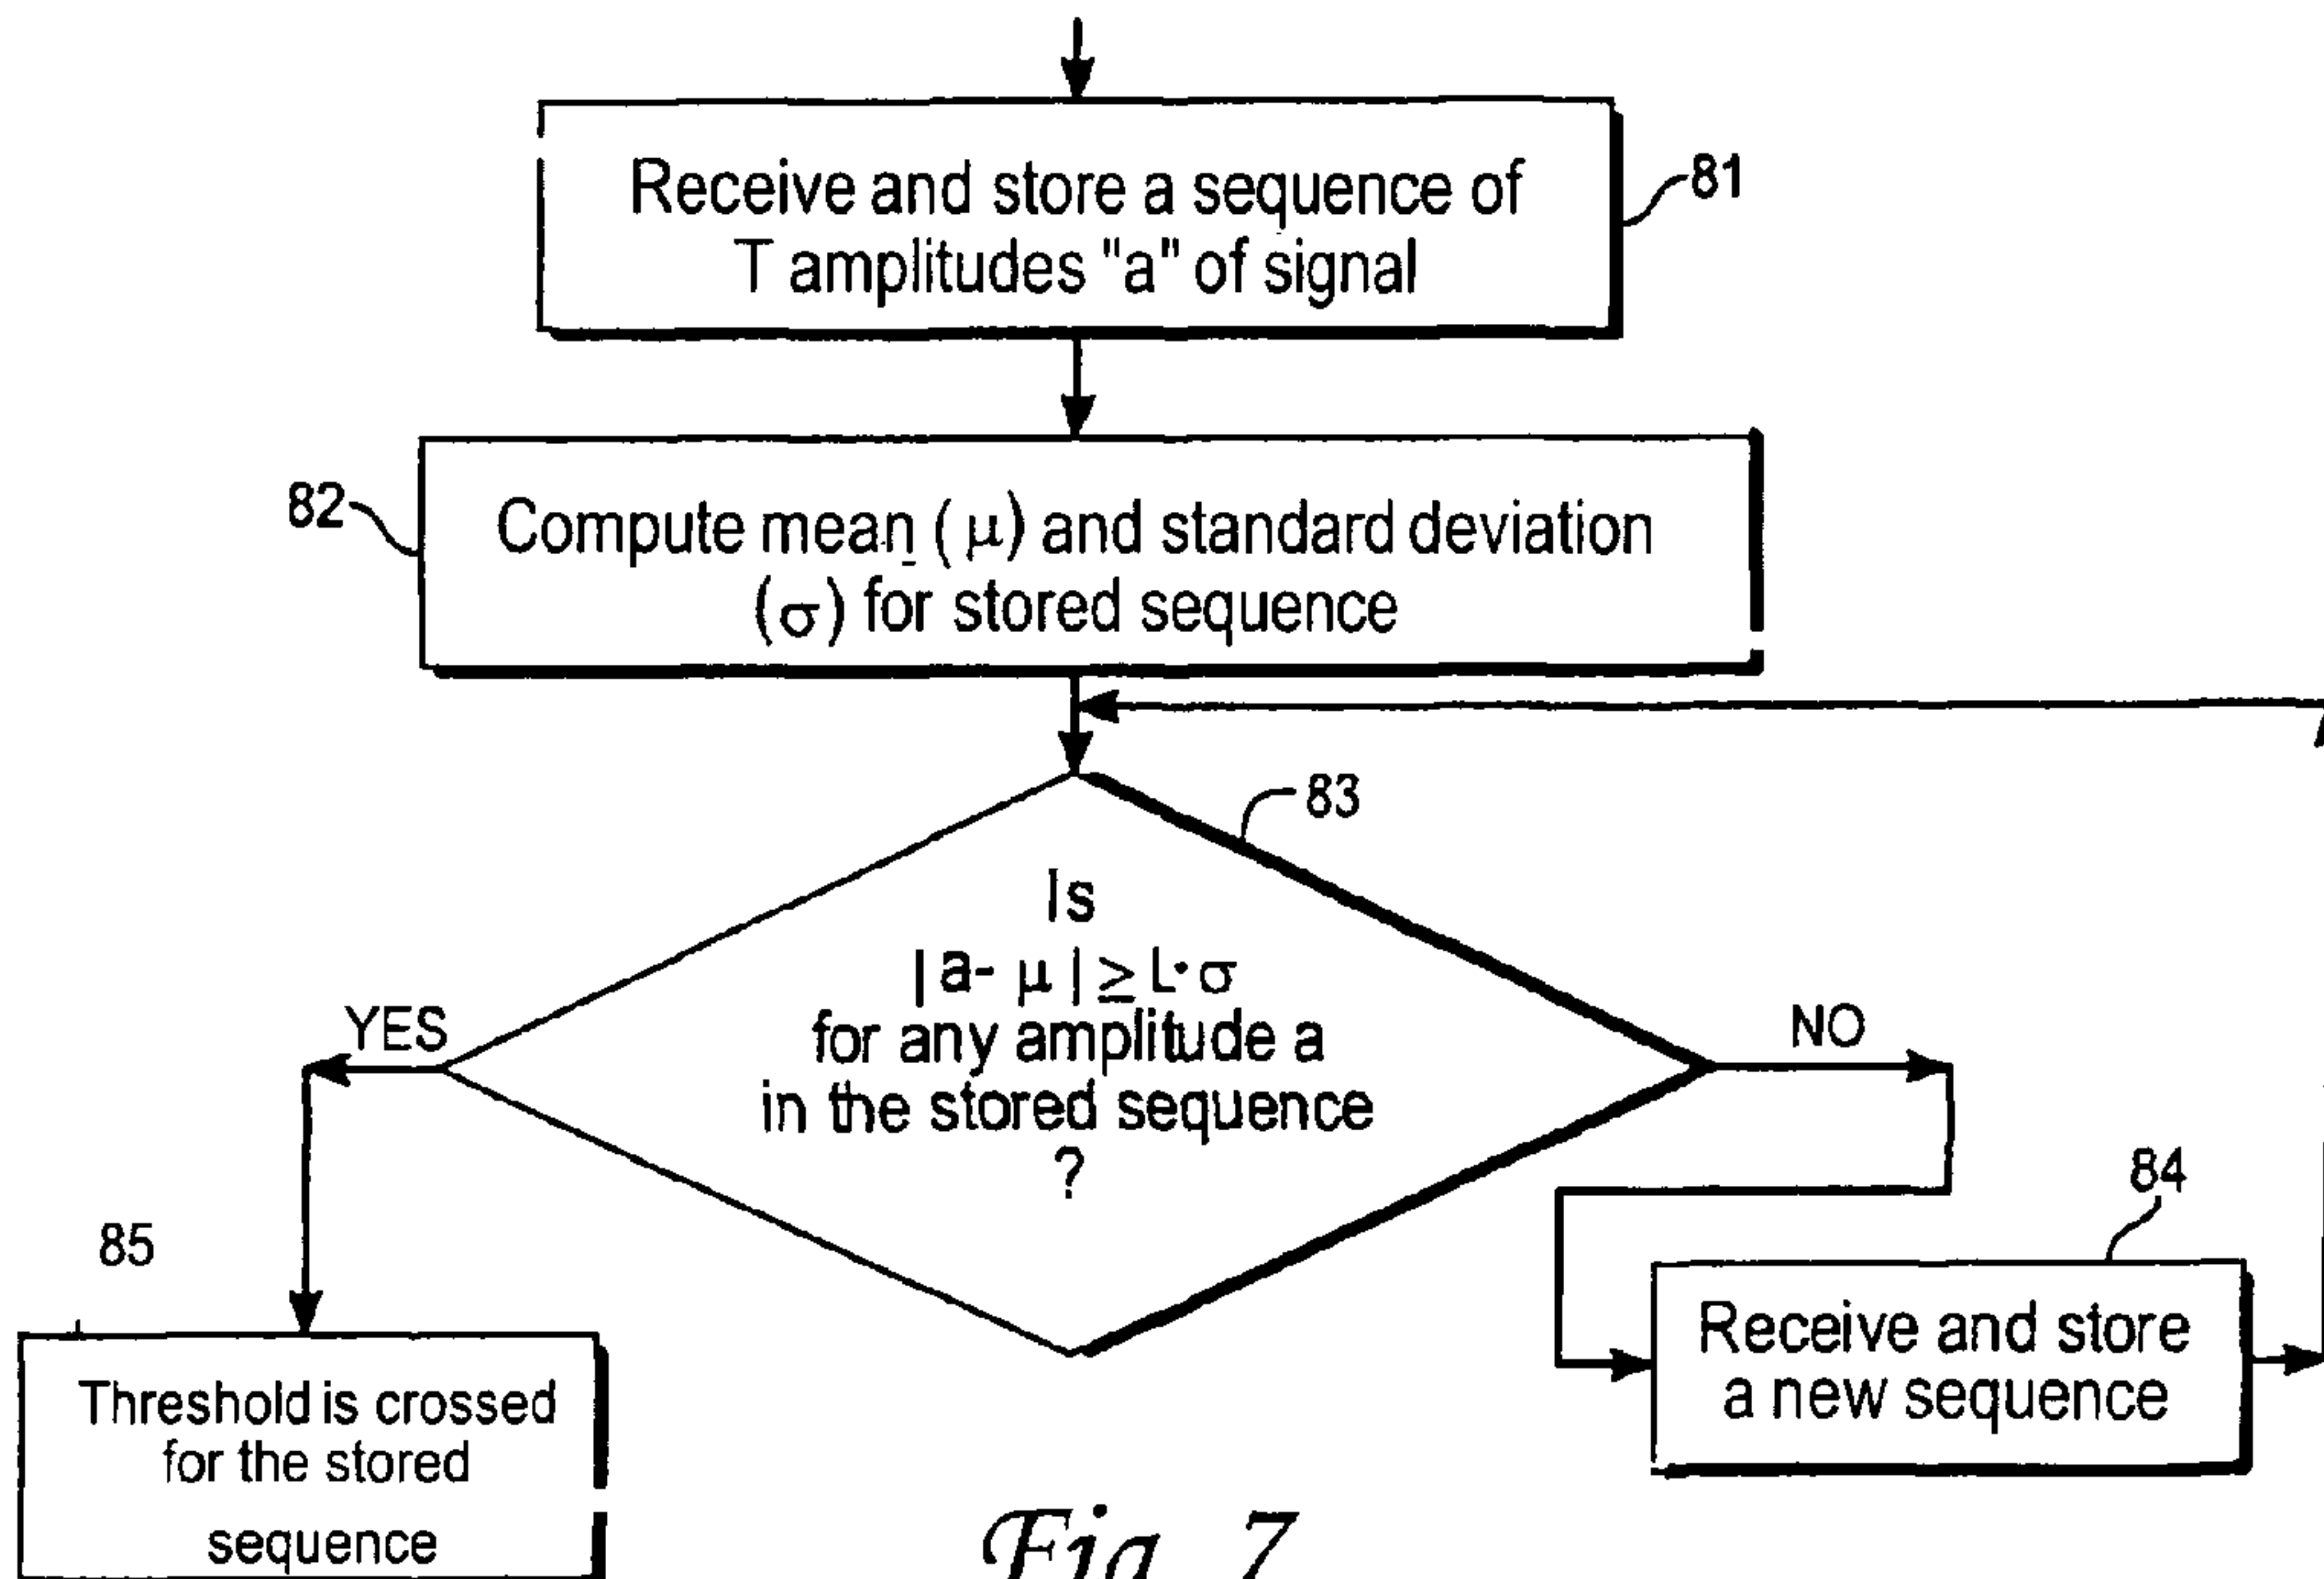 Receive and store a sequence of
T amplitudes "a" of signal
81
82
Compute mean (μ) and standard deviation
(σ) for stored sequence
83
Is
|a- μ| ≥ L·σ
for any amplitude a
in the stored sequence
?
YES
NO
84
85
Receive and store
a new sequence
Threshold is crossed
for the stored
sequence
Fig. 7